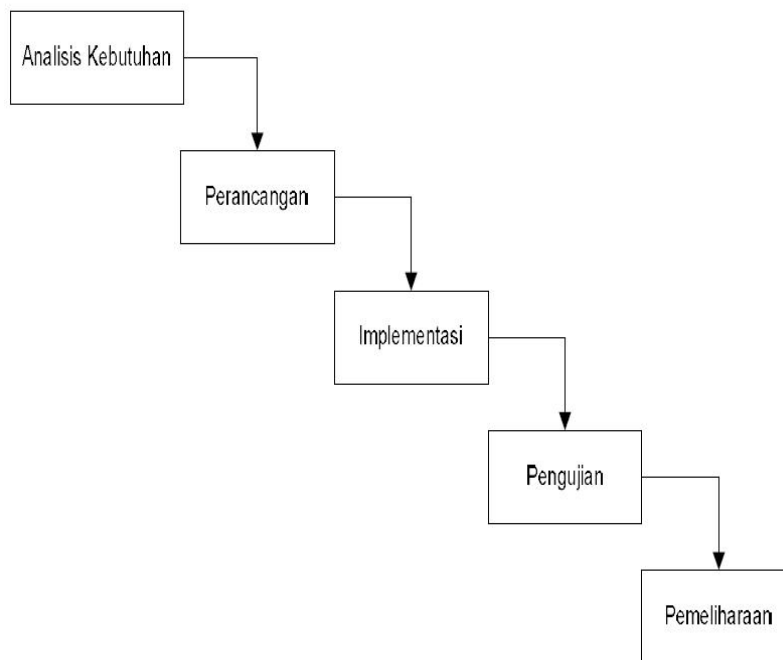 Analisis Kebutuhan
Perancangan
Implementasi
Pengujian
Pemeliharaan